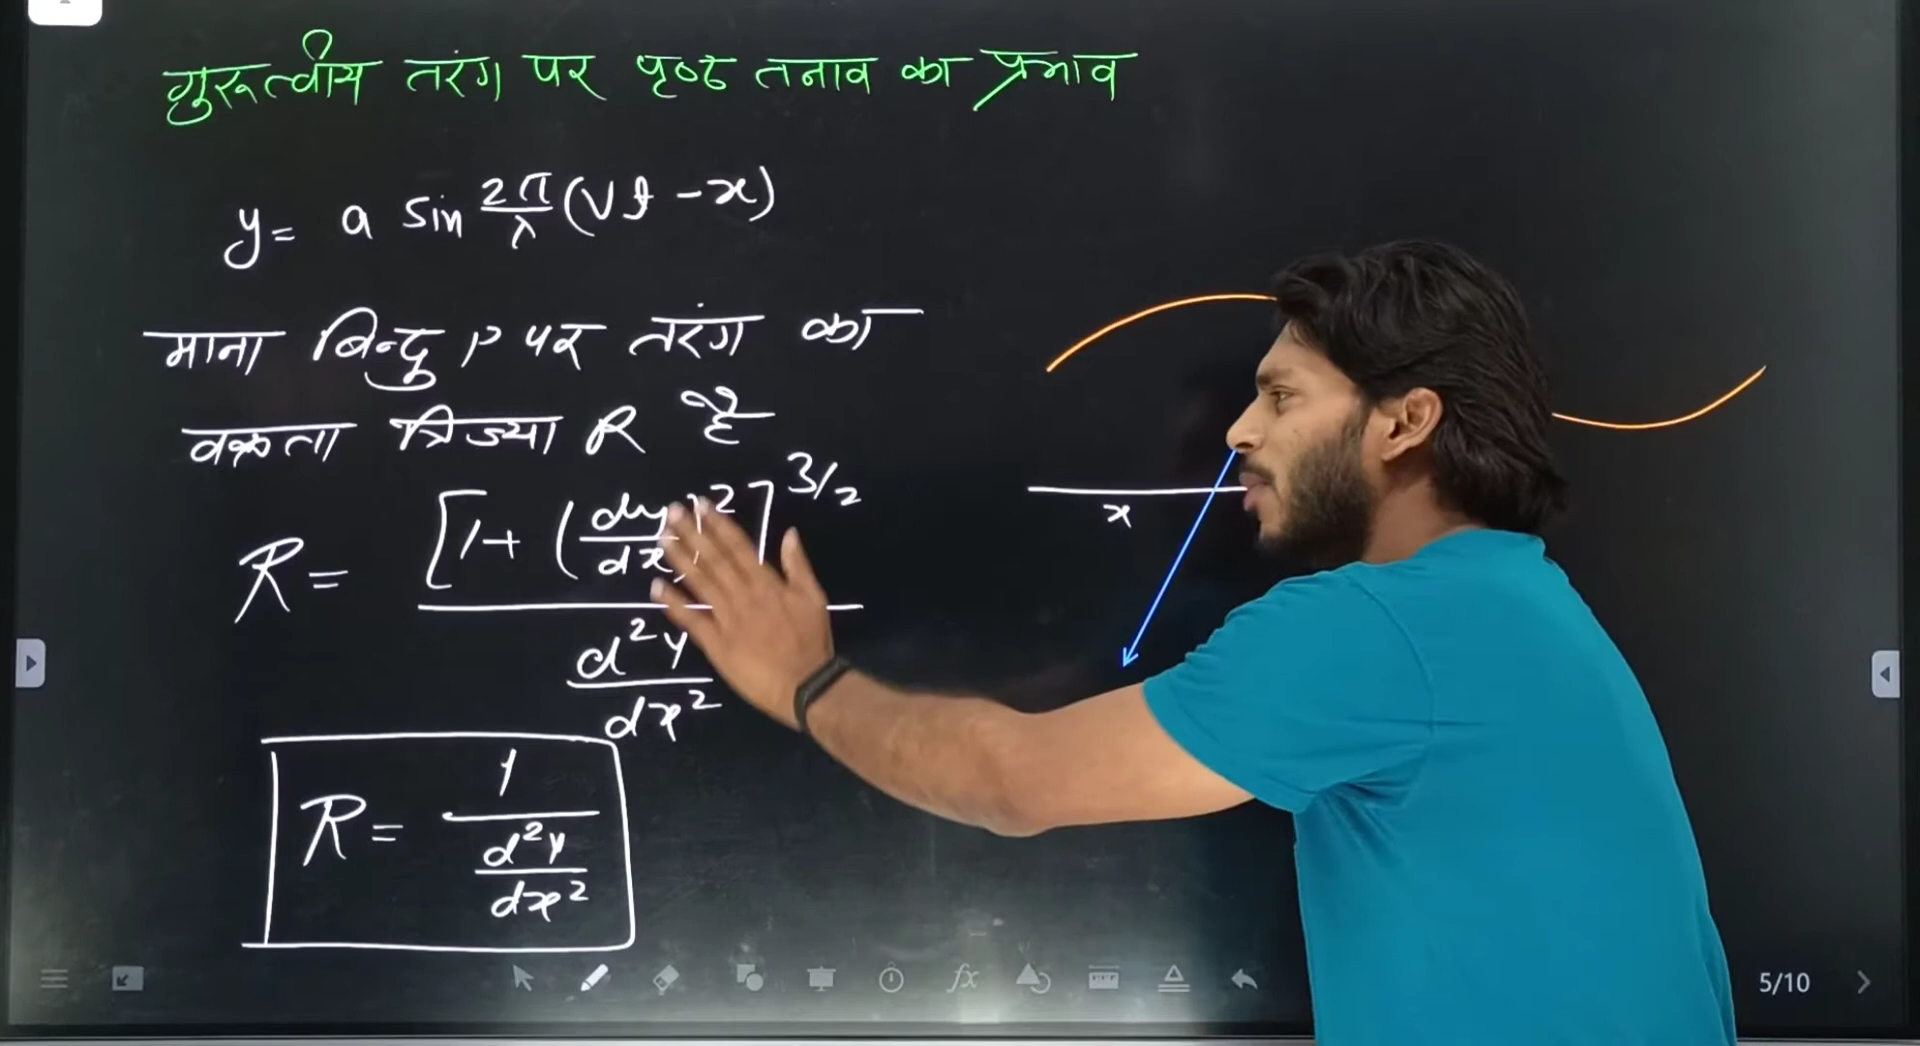 गुरुत्वीय तरंग पर पृष्ठ तनाव का प्रभाव
y = a sin 2π/λ (Vt - x)
माना बिन्दु P पर तरंग का
वक्रता त्रिज्या R है
R = [1 + (dy/dx)^2]^3/2 / d²y/dx²
R = 1 / d²y/dx²
x
5/10